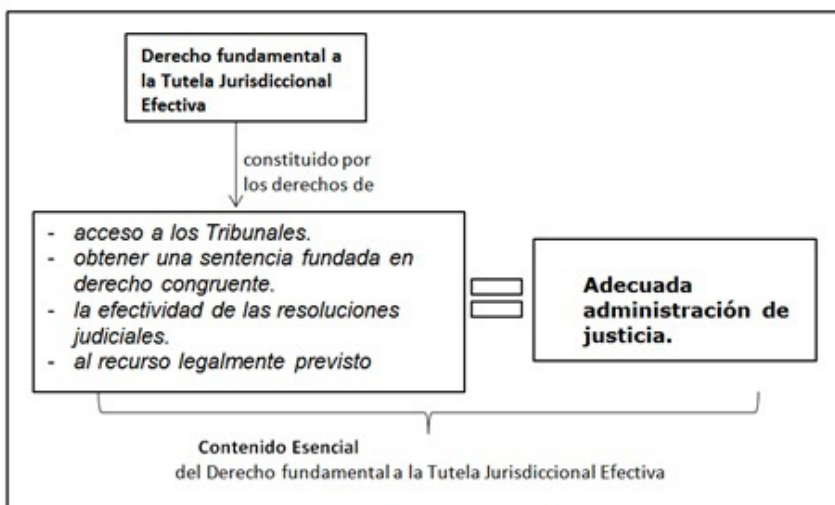 Derecho fundamental a
la Tutela Jurisdiccional
Efectiva
constituido por
los derechos de
- acceso a los Tribunales.
- obtener una sentencia fundada en
derecho congruente.
- la efectividad de las resoluciones
judiciales.
- al recurso legalmente previsto
Adecuada
administración de
justicia.
Contenido Esencial
del Derecho fundamental a la Tutela Jurisdiccional Efectiva